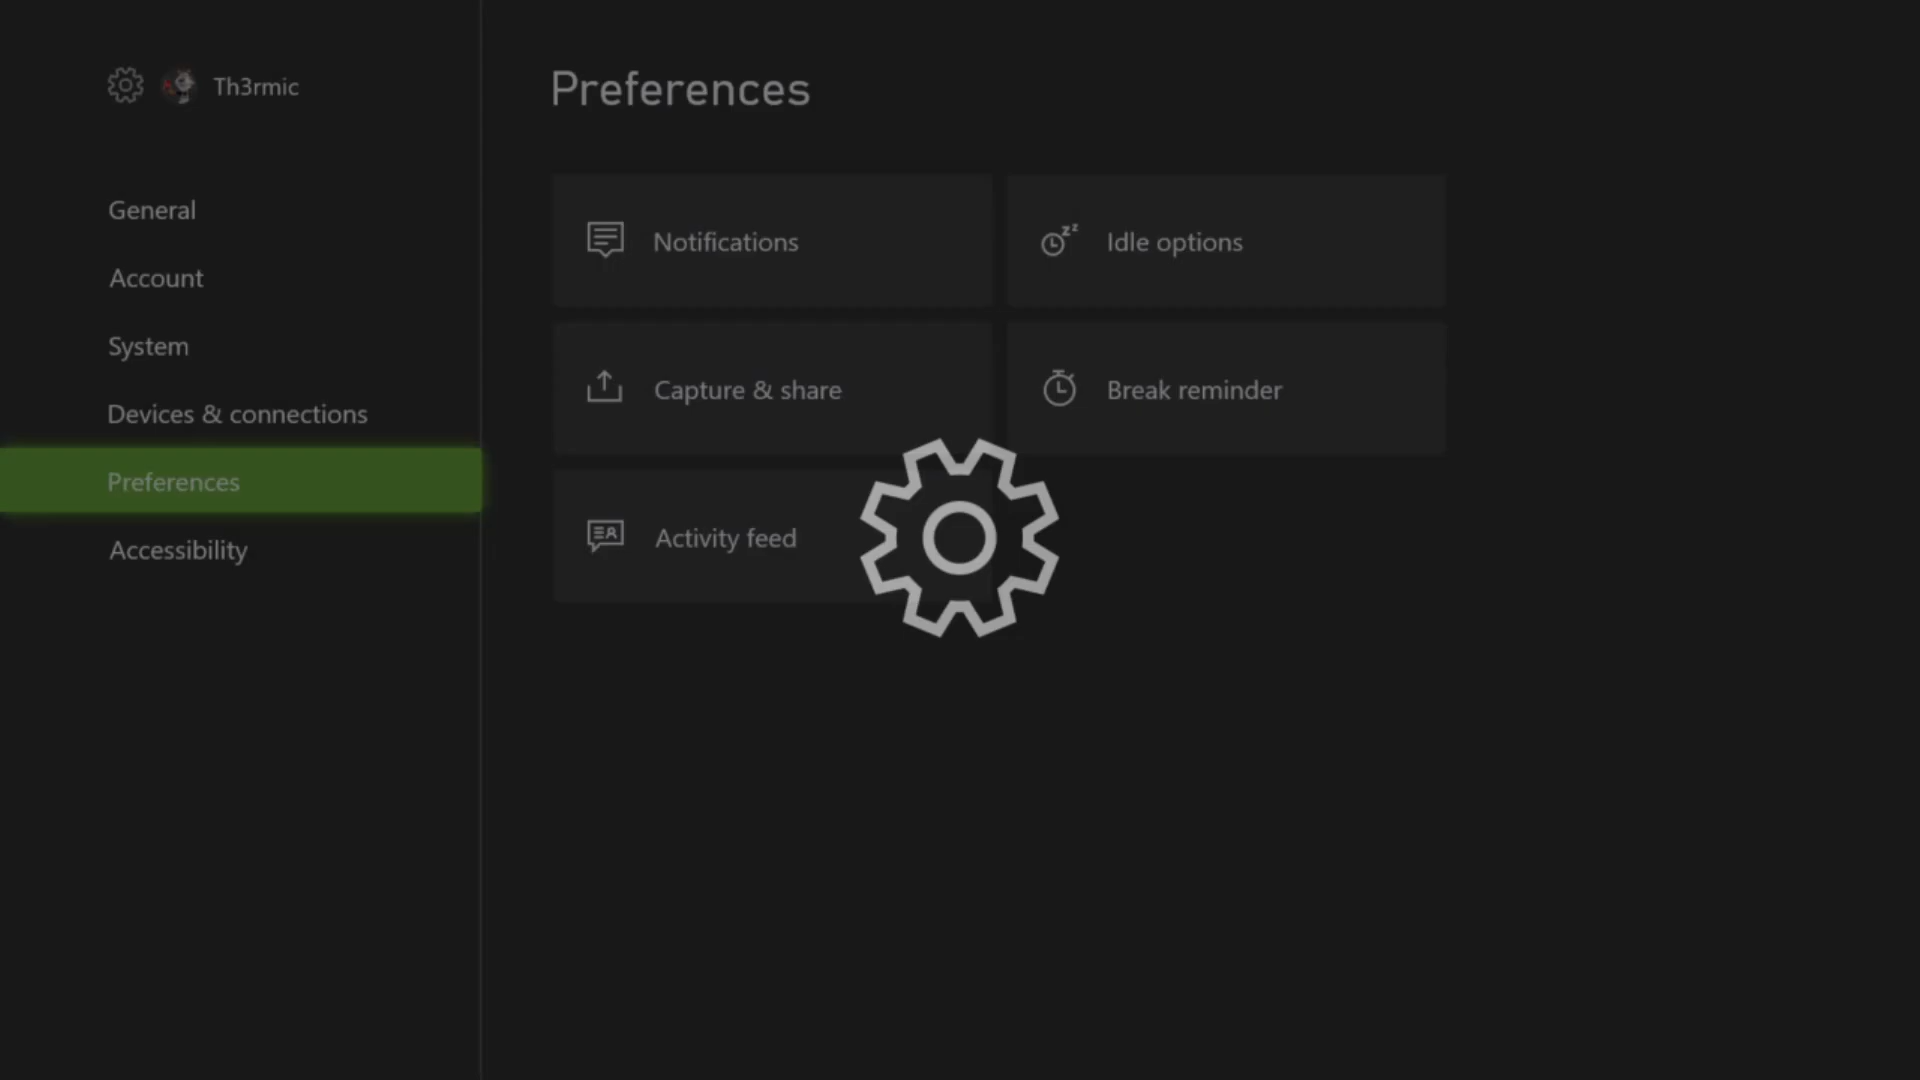 Th3rmic
General
Account
System
Devices & connections
Preferences
Accessibility
Preferences
Notifications
Idle options
Capture & share
Break reminder
Activity feed